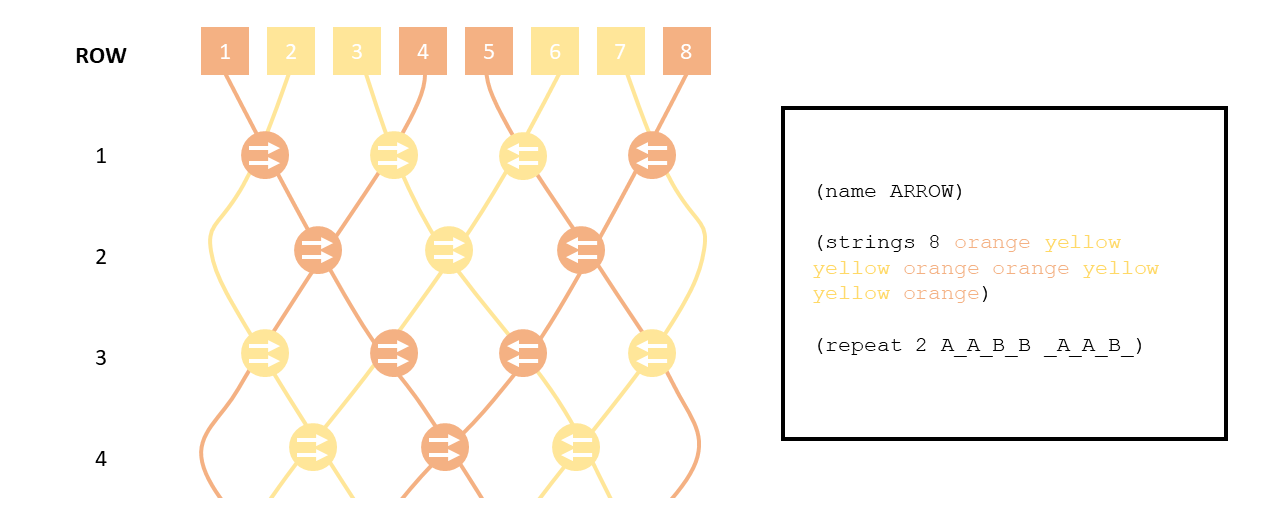 ROW 1 2 3 4 5 6 7 8
1
2
3
4
(name ARROW)
(strings 8 orange yellow
yellow orange orange yellow
yellow orange)
(repeat 2 A_A_B_B _A_A_B_)